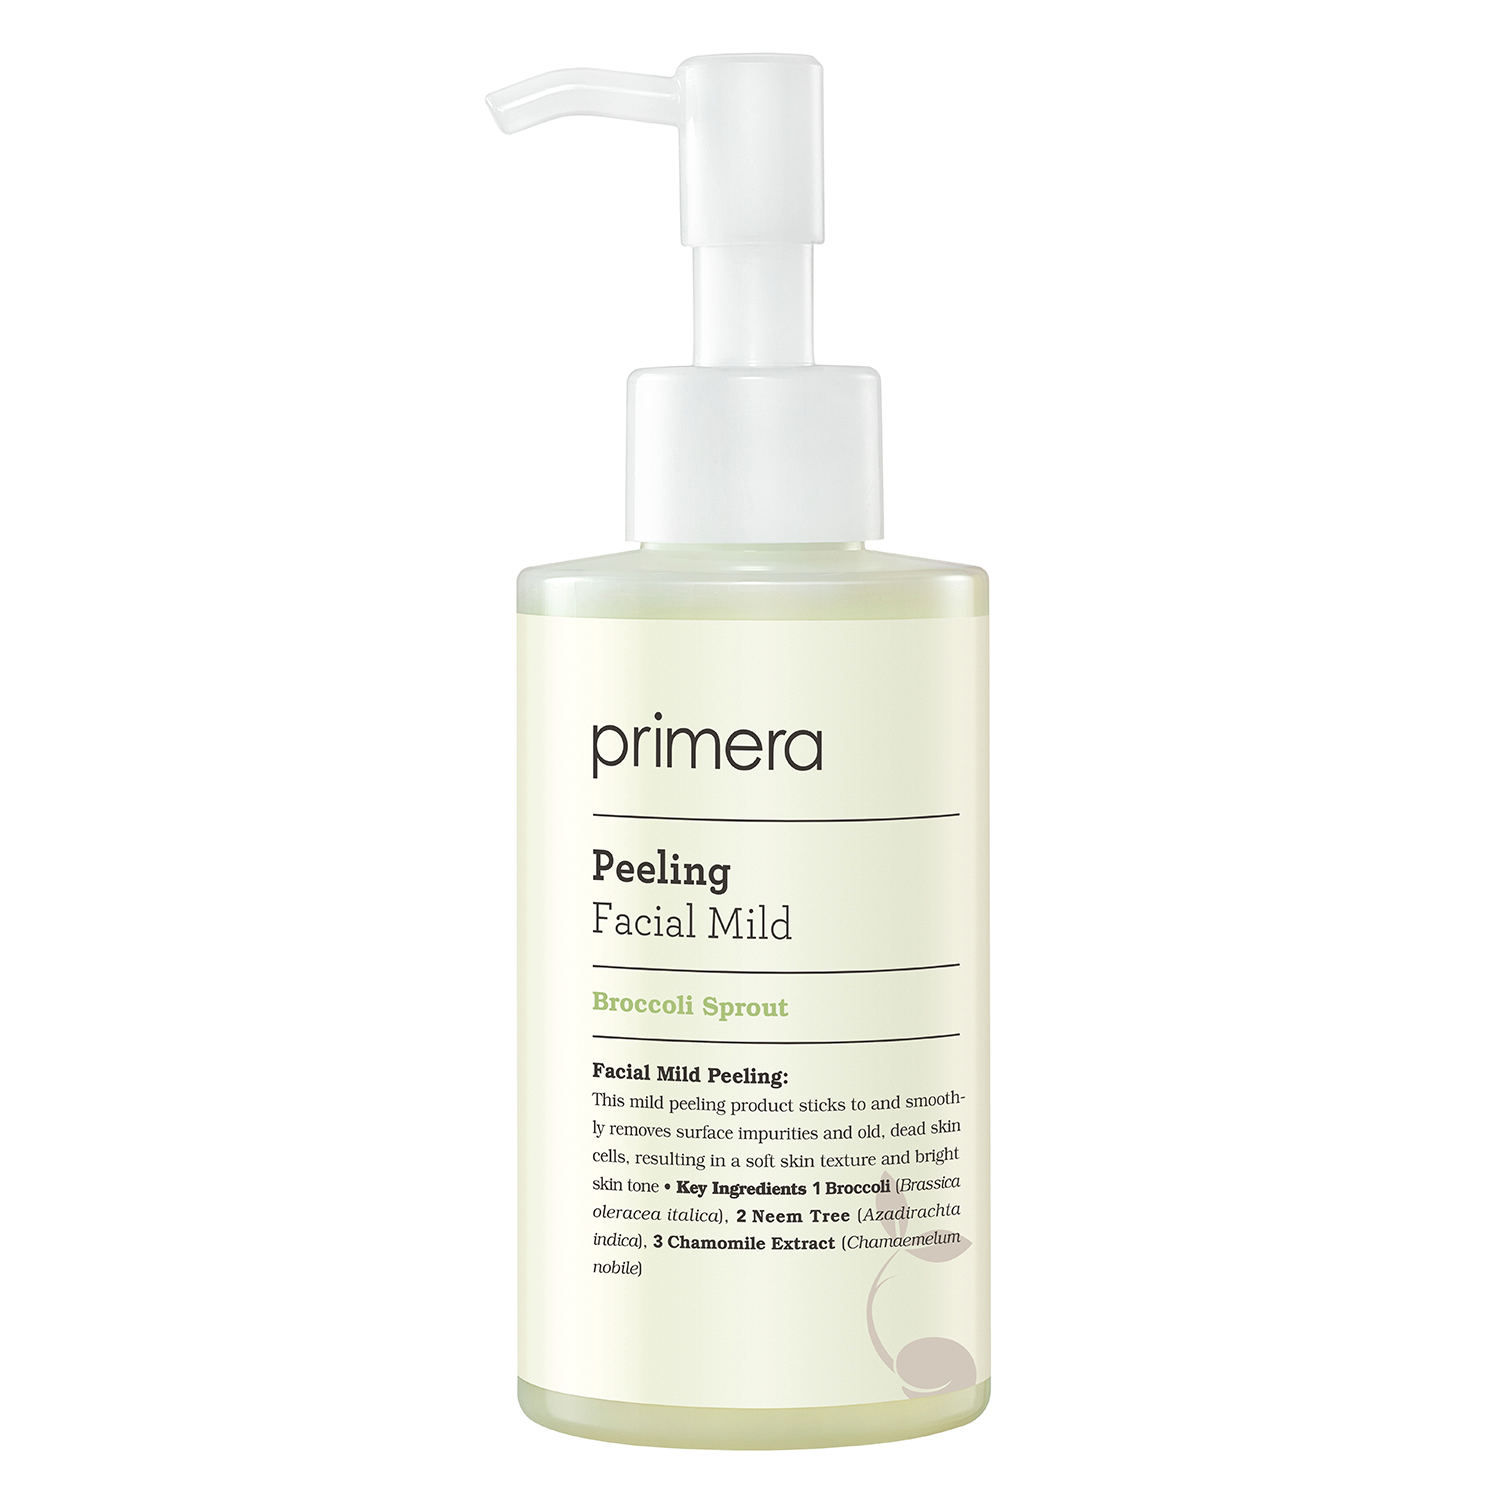 primera
Peeling
Facial Mild
Broccoli Sprout
Facial Mild Peeling:
This mild peeling product sticks to and smooth-
ly removes surface impurities and old, dead skin
cells, resulting in a soft skin texture and bright
skin tone • Key Ingredients 1 Broccoli (Brassica
oleracea italica), 2 Neem Tree (Azadirachta
indica), 3 Chamomile Extract (Chamaemelum
nobile)